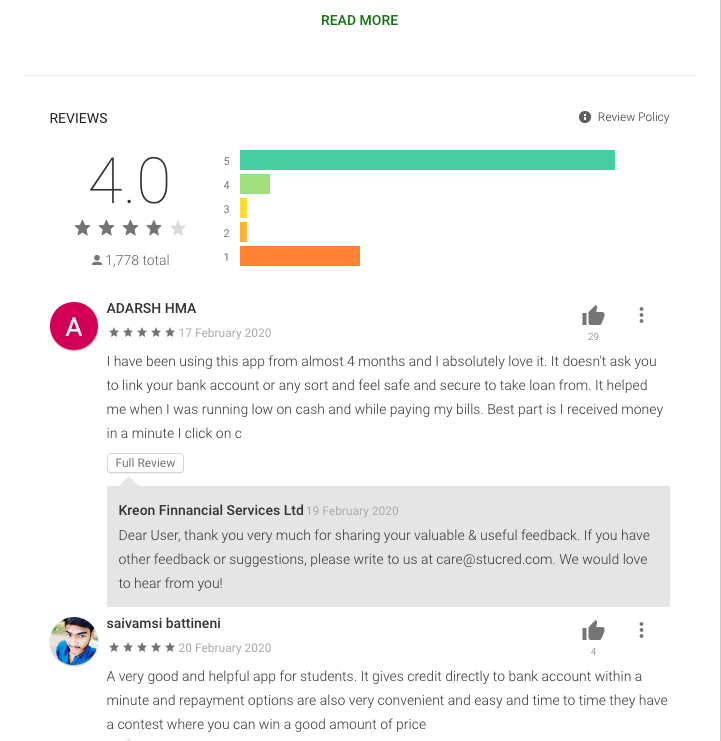 READ MORE
REVIEWS
Review Policy
4.0
1,778 total
5
4
3
2
1
A
ADARSH HMA
17 February 2020
29
I have been using this app from almost 4 months and I absolutely love it. It doesn't ask you
to link your bank account or any sort and feel safe and secure to take loan from. It helped
me when I was running low on cash and while paying my bills. Best part is I received money
in a minute I click on c
Full Review
Kreon Finnancial Services Ltd 19 February 2020
Dear User, thank you very much for sharing your valuable & useful feedback. If you have
other feedback or suggestions, please write to us at care@stucred.com. We would love
to hear from you!
saivamsi battineni
20 February 2020
4
A very good and helpful app for students. It gives credit directly to bank account within a
minute and repayment options are also very convenient and easy and time to time they have
a contest where you can win a good amount of price